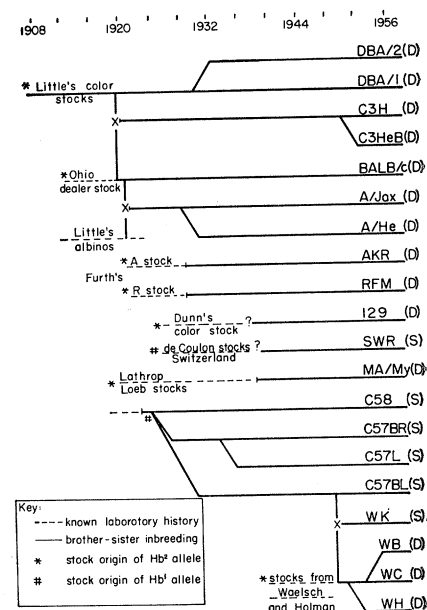 1908 1920 1932 1944 1956
DBA/2 (D)
* Little's color stocks
DBA/1 (D)
C3H (D)
C3HeB(D)
* Ohio dealer stock
BALB/c(D)
A/Jax (D)
Little's albinos
A/He (D)
* A stock
AKR (D)
Furth's
* R stock
RFM (D)
* Dunn's color stock ?
129 (D)
# de Coulon stocks ? Switzerland
SWR (S)
* Lathrop Loeb stocks
MA/My(D)
C58 (S)
#
C57BR(S)
C57L (S)
C57BL(S)
WK (S)
WB (D)
* stocks from Waelsch and Holman
WC (D)
WH (D)
Key:
---- known laboratory history
—— brother-sister inbreeding
* stock origin of Hb² allele
# stock origin of Hb¹ allele
X
X
X